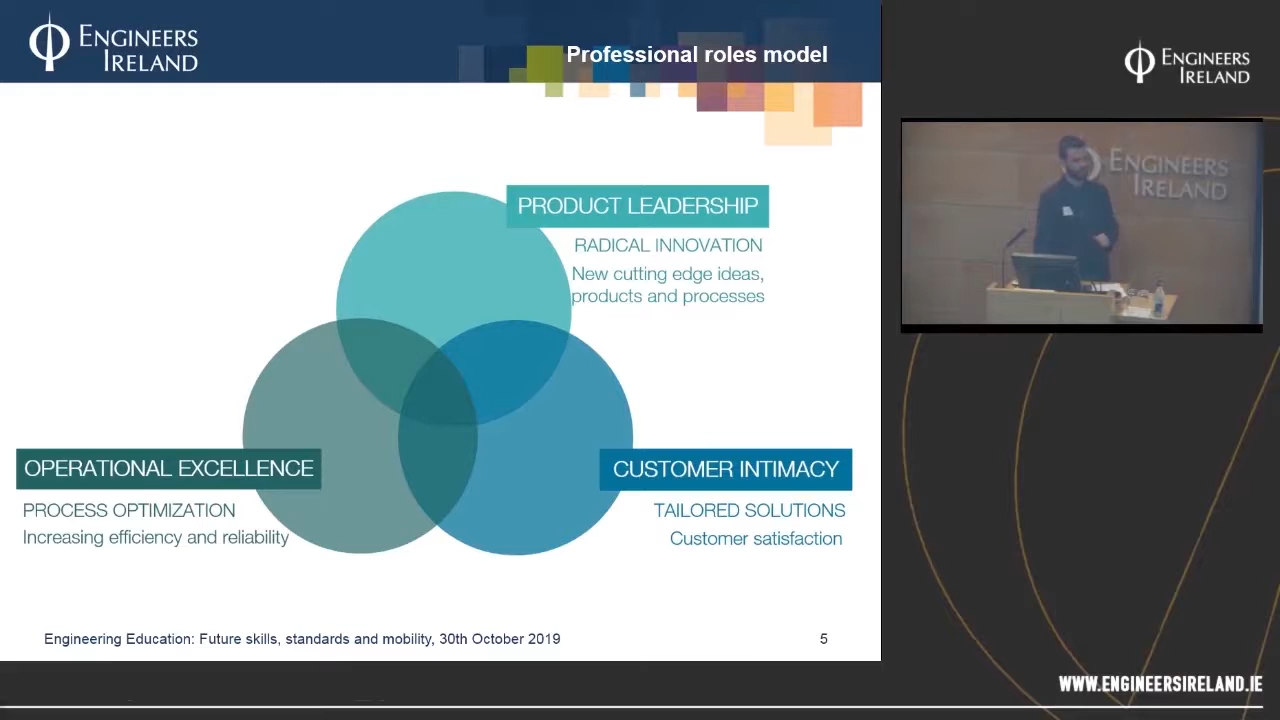 ENGINEERS
IRELAND
Professional roles model
PRODUCT LEADERSHIP
RADICAL INNOVATION
New cutting edge ideas,
products and processes
OPERATIONAL EXCELLENCE
PROCESS OPTIMIZATION
Increasing efficiency and reliability
CUSTOMER INTIMACY
TAILORED SOLUTIONS
Customer satisfaction
Engineering Education: Future skills, standards and mobility, 30th October 2019
5
ENGINEERS
IRELAND
ENGINEERS
IRELAND
WWW.ENGINEERSIRELAND.IE